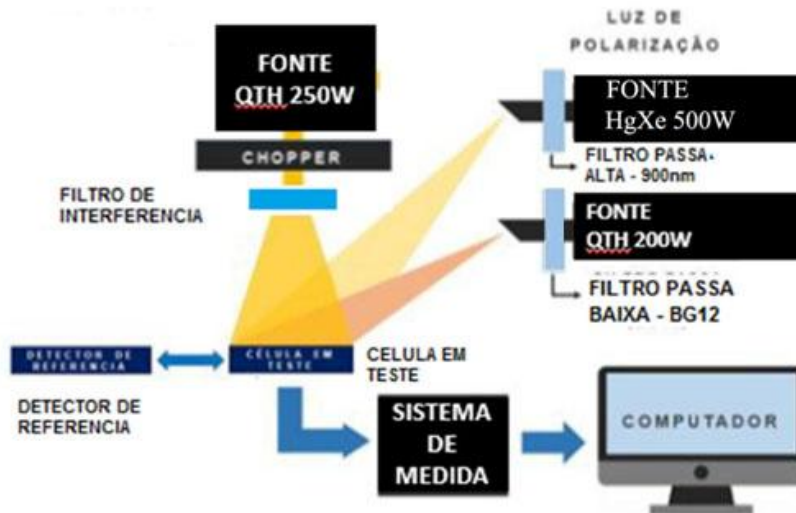 LUZ DE
POLARIZAÇÃO
FONTE
QTH 250W
CHOPPER
FILTRO DE
INTERFERENCIA
FONTE
HgXe 500W
FILTRO PASSA-
ALTA - 900nm
FONTE
QTH 200W
FILTRO PASSA
BAIXA - BG12
DETECTOR DE
REFERENCIA
CÉLULA EM
TESTE
CELULA EM
TESTE
DETECTOR DE
REFERENCIA
SISTEMA
DE
MEDIDA
COMPUTADOR